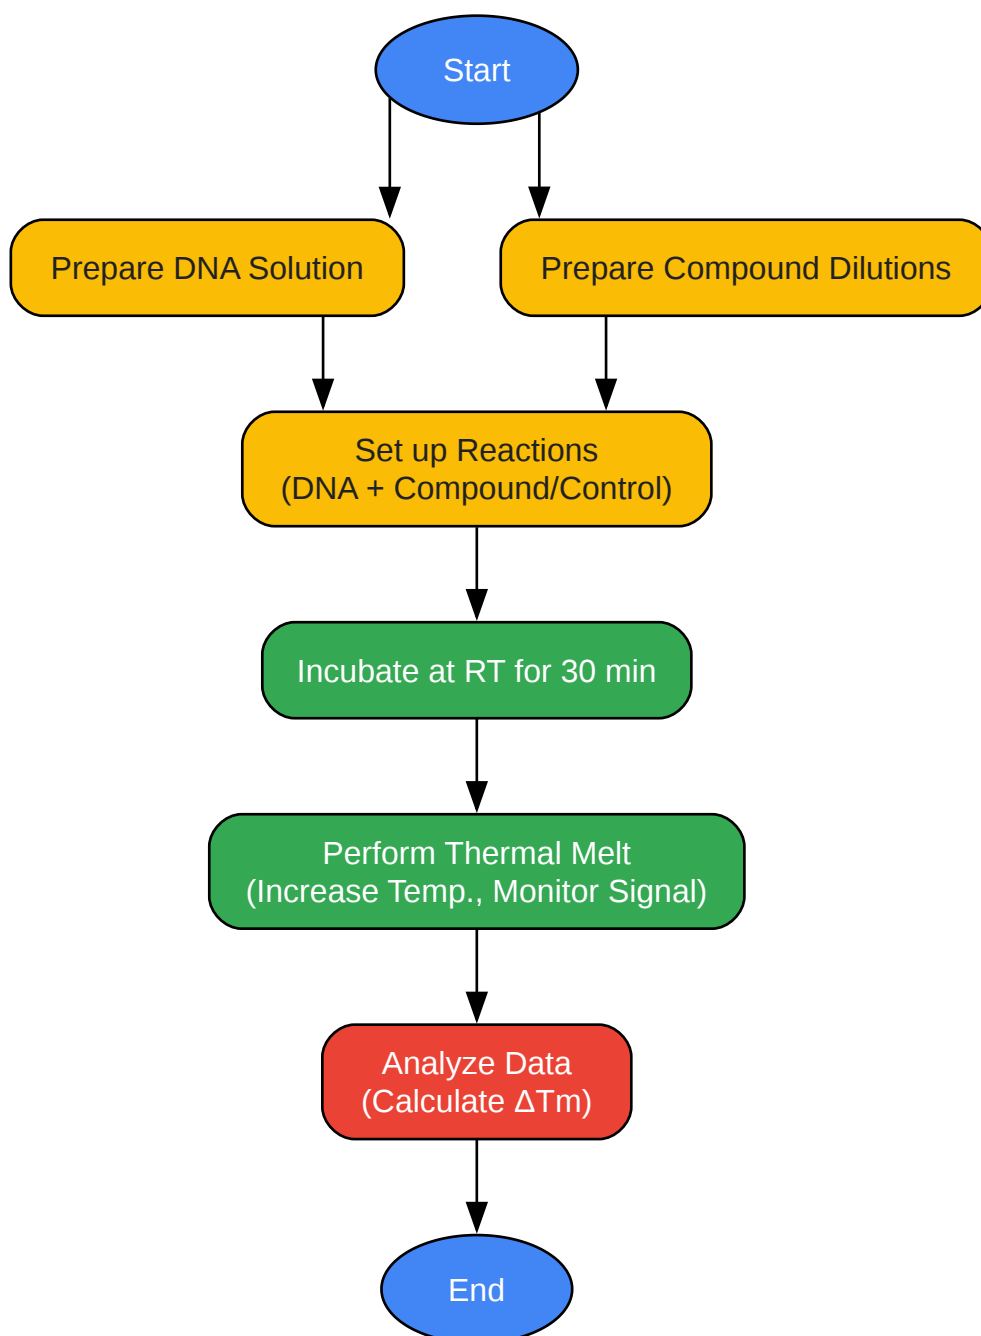 Start
Prepare DNA Solution
Prepare Compound Dilutions
Set up Reactions
(DNA + Compound/Control)
Incubate at RT for 30 min
Perform Thermal Melt
(Increase Temp., Monitor Signal)
Analyze Data
(Calculate ΔTm)
End